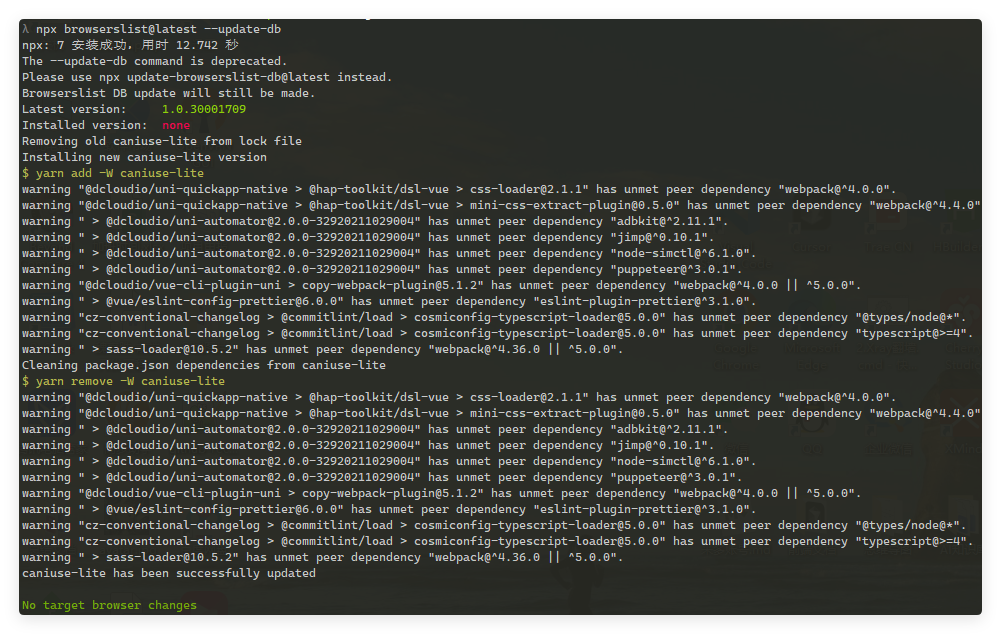 λ npx browserslist@latest --update-db
npx: 7 安装成功，用时 12.742 秒
The --update-db command is deprecated.
Please use npx update-browserslist-db@latest instead.
Browserslist DB update will still be made.
Latest version:     1.0.30001709
Installed version:  none
Removing old caniuse-lite from lock file
Installing new caniuse-lite version
$ yarn add -W caniuse-lite
warning "@dcloudio/uni-quickapp-native > @hap-toolkit/dsl-vue > css-loader@2.1.1" has unmet peer dependency "webpack@^4.0.0".
warning "@dcloudio/uni-quickapp-native > @hap-toolkit/dsl-vue > mini-css-extract-plugin@0.5.0" has unmet peer dependency "webpack@^4.4.0"
warning " > @dcloudio/uni-automator@2.0.0-32920211029004" has unmet peer dependency "adbkit@^2.11.1".
warning " > @dcloudio/uni-automator@2.0.0-32920211029004" has unmet peer dependency "jimp@^0.10.1".
warning " > @dcloudio/uni-automator@2.0.0-32920211029004" has unmet peer dependency "node-simctl@^6.1.0".
warning " > @dcloudio/uni-automator@2.0.0-32920211029004" has unmet peer dependency "puppeteer@^3.0.1".
warning "@dcloudio/vue-cli-plugin-uni > copy-webpack-plugin@5.1.2" has unmet peer dependency "webpack@^4.0.0 || ^5.0.0".
warning " > @vue/eslint-config-prettier@6.0.0" has unmet peer dependency "eslint-plugin-prettier@^3.1.0".
warning "cz-conventional-changelog > @commitlint/load > cosmiconfig-typescript-loader@5.0.0" has unmet peer dependency "@types/node@*".
warning "cz-conventional-changelog > @commitlint/load > cosmiconfig-typescript-loader@5.0.0" has unmet peer dependency "typescript@>=4".
warning " > sass-loader@10.5.2" has unmet peer dependency "webpack@^4.36.0 || ^5.0.0".
Cleaning package.json dependencies from caniuse-lite
$ yarn remove -W caniuse-lite
warning "@dcloudio/uni-quickapp-native > @hap-toolkit/dsl-vue > css-loader@2.1.1" has unmet peer dependency "webpack@^4.0.0".
warning "@dcloudio/uni-quickapp-native > @hap-toolkit/dsl-vue > mini-css-extract-plugin@0.5.0" has unmet peer dependency "webpack@^4.4.0"
warning " > @dcloudio/uni-automator@2.0.0-32920211029004" has unmet peer dependency "adbkit@^2.11.1".
warning " > @dcloudio/uni-automator@2.0.0-32920211029004" has unmet peer dependency "jimp@^0.10.1".
warning " > @dcloudio/uni-automator@2.0.0-32920211029004" has unmet peer dependency "node-simctl@^6.1.0".
warning " > @dcloudio/uni-automator@2.0.0-32920211029004" has unmet peer dependency "puppeteer@^3.0.1".
warning "@dcloudio/vue-cli-plugin-uni > copy-webpack-plugin@5.1.2" has unmet peer dependency "webpack@^4.0.0 || ^5.0.0".
warning " > @vue/eslint-config-prettier@6.0.0" has unmet peer dependency "eslint-plugin-prettier@^3.1.0".
warning "cz-conventional-changelog > @commitlint/load > cosmiconfig-typescript-loader@5.0.0" has unmet peer dependency "@types/node@*".
warning "cz-conventional-changelog > @commitlint/load > cosmiconfig-typescript-loader@5.0.0" has unmet peer dependency "typescript@>=4".
warning " > sass-loader@10.5.2" has unmet peer dependency "webpack@^4.36.0 || ^5.0.0".
caniuse-lite has been successfully updated
No target browser changes